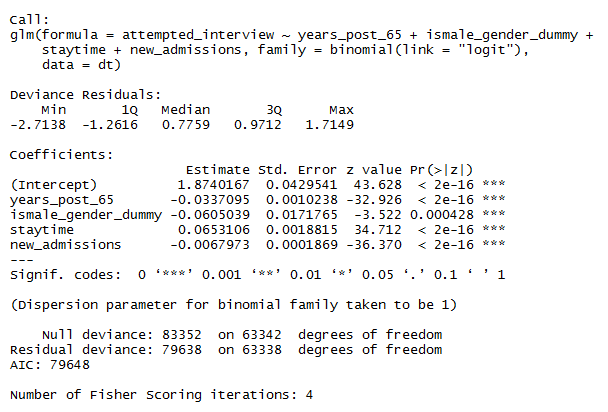 Call:
glm(formula = attempted_interview ~ years_post_65 + ismale_gender_dummy +
    staytime + new_admissions, family = binomial(link = "logit"),
    data = dt)

Deviance Residuals:
    Min       1Q   Median       3Q      Max
-2.7138  -1.2616   0.7759   0.9712   1.7149

Coefficients:
                      Estimate Std. Error z value Pr(>|z|)
(Intercept)          1.8740167  0.0429541  43.628  < 2e-16 ***
years_post_65       -0.0337095  0.0010238 -32.926  < 2e-16 ***
ismale_gender_dummy -0.0605039  0.0171765  -3.522 0.000428 ***
staytime             0.0653106  0.0018815  34.712  < 2e-16 ***
new_admissions      -0.0067973  0.0001869 -36.370  < 2e-16 ***
---
Signif. codes:  0 ‘***’ 0.001 ‘**’ 0.01 ‘*’ 0.05 ‘.’ 0.1 ‘ ’ 1

(Dispersion parameter for binomial family taken to be 1)

    Null deviance: 83352  on 63342  degrees of freedom
Residual deviance: 79638  on 63338  degrees of freedom
AIC: 79648

Number of Fisher Scoring iterations: 4